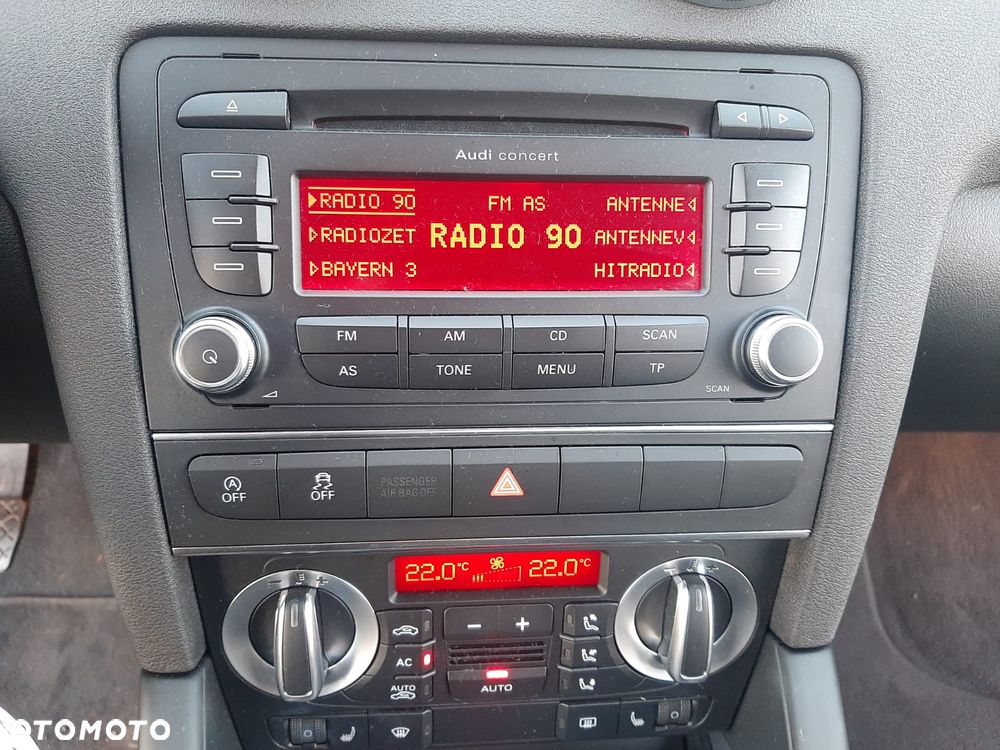 Audi concert
RADIO 90 FM AS ANTENNE
RADIOZET RADIO 90 ANTENNEV
BAYERN 3 HITRADIO
FM AM CD SCAN
AS TONE MENU TP
SCAN
A
OFF OFF PASSENGER
AIR BAG OFF
22.0°C 22.0°C
- +
AC
AUTO
AUTO
OTOMOTO